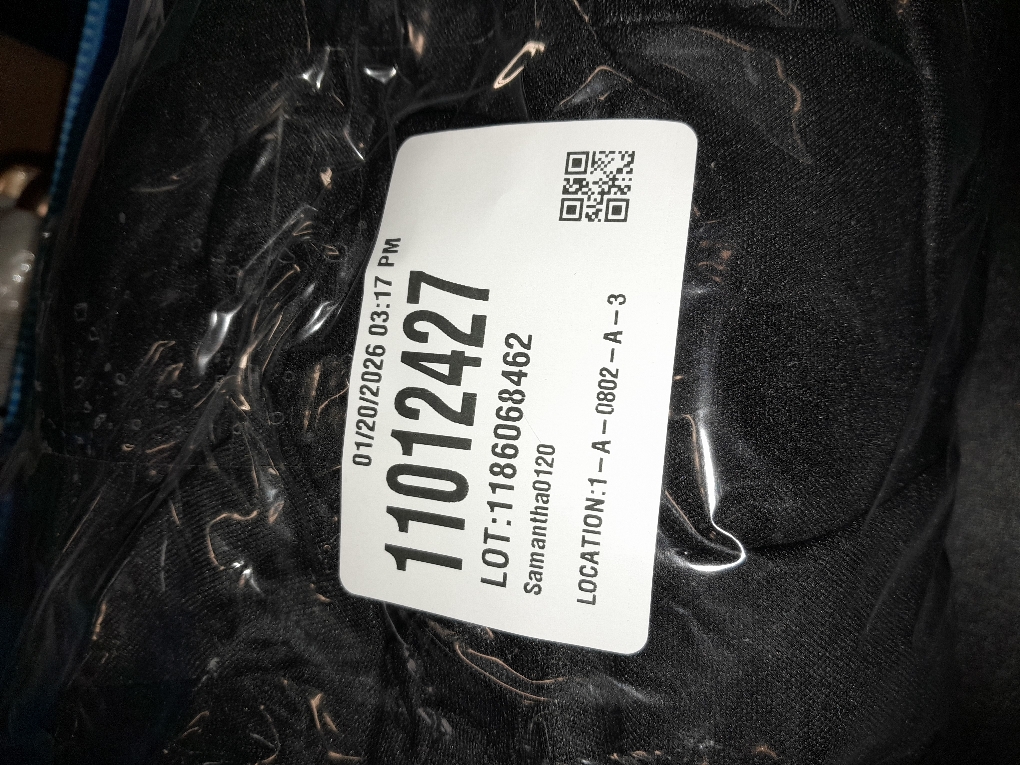 01/20/2026 03:17 PM
11012427
LOT:1186068462
Samantha0120
LOCATION:1-A-0802-A-3